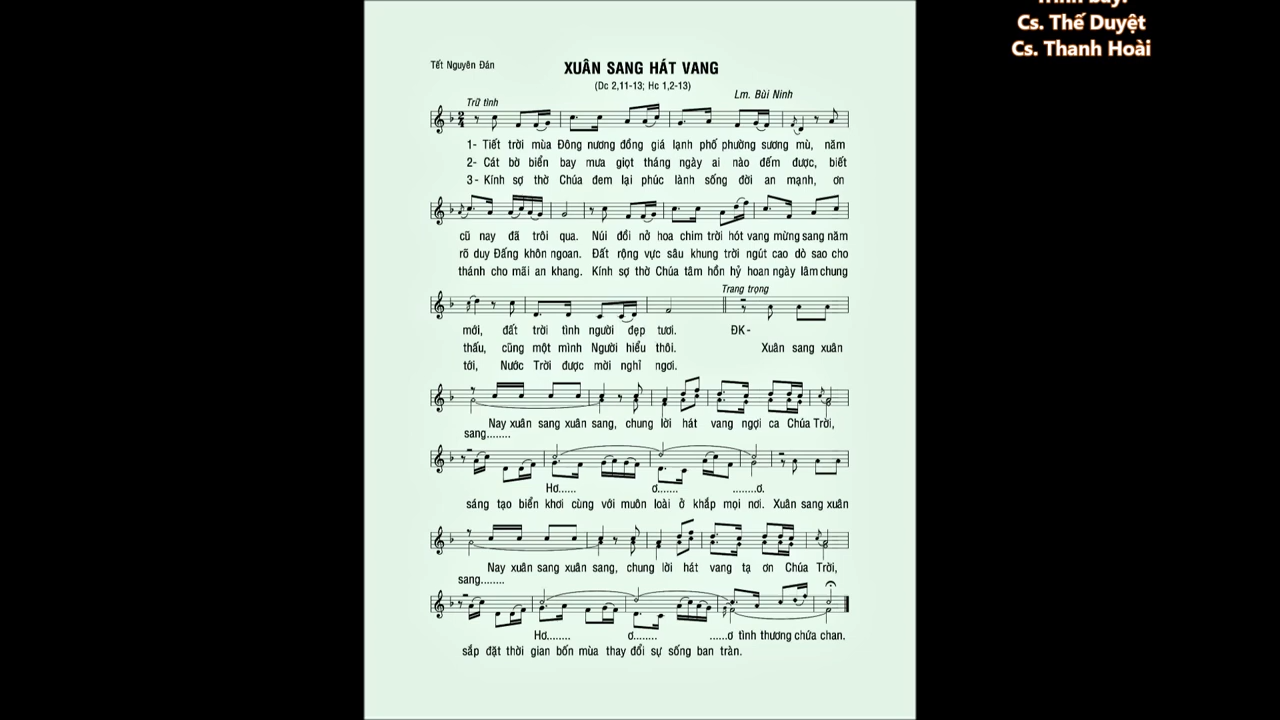 Trình bày:
Cs. Thế Duyệt
Cs. Thanh Hoài
Tết Nguyên Đán
XUÂN SANG HÁT VANG
(Dc 2,11-13; Hc 1,2-13)
Lm. Bùi Ninh
Trữ tình
1- Tiết trời mùa Đông nương đồng giá lạnh phố phường sương mù, năm
2- Cát bờ biển bay mưa giọt tháng ngày ai nào đếm được, biết
3- Kính sợ thờ Chúa đem lại phúc lành sống đời an mạnh, ơn
cũ nay đã trôi qua. Núi đồi nở hoa chim trời hót vang mừng sang năm
rõ duy Đấng khôn ngoan. Đất rộng vực sâu khung trời ngút cao dò sao cho
thánh cho mãi an khang. Kính sợ thờ Chúa tâm hồn hỷ hoan ngày lâm chung
Trang trọng
mới, đất trời tình người đẹp tươi. ĐK-
thấu, cũng một mình Người hiểu thôi. Xuân sang xuân
tới, Nước Trời được mời nghỉ ngơi.
Nay xuân sang xuân sang, chung lời hát vang ngợi ca Chúa Trời,
sang........
Hơ...... ơ....... ........ơ.
sáng tạo biển khơi cùng với muôn loài ở khắp mọi nơi. Xuân sang xuân
Nay xuân sang xuân sang, chung lời hát vang tạ ơn Chúa Trời,
sang........
Hơ........ ơ........ ......ơ tình thương chứa chan.
sắp đặt thời gian bốn mùa thay đổi sự sống ban tràn.